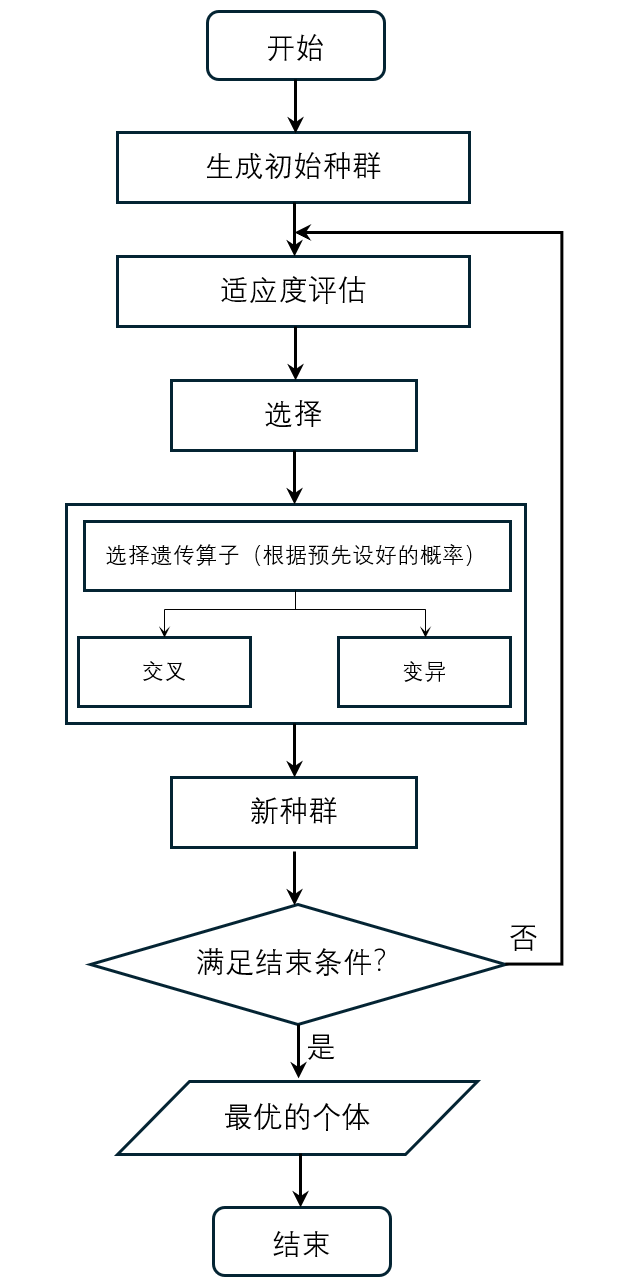 开始
生成初始种群
适应度评估
选择
选择遗传算子（根据预先设好的概率）
交叉
变异
新种群
满足结束条件？
否
是
最优的个体
结束